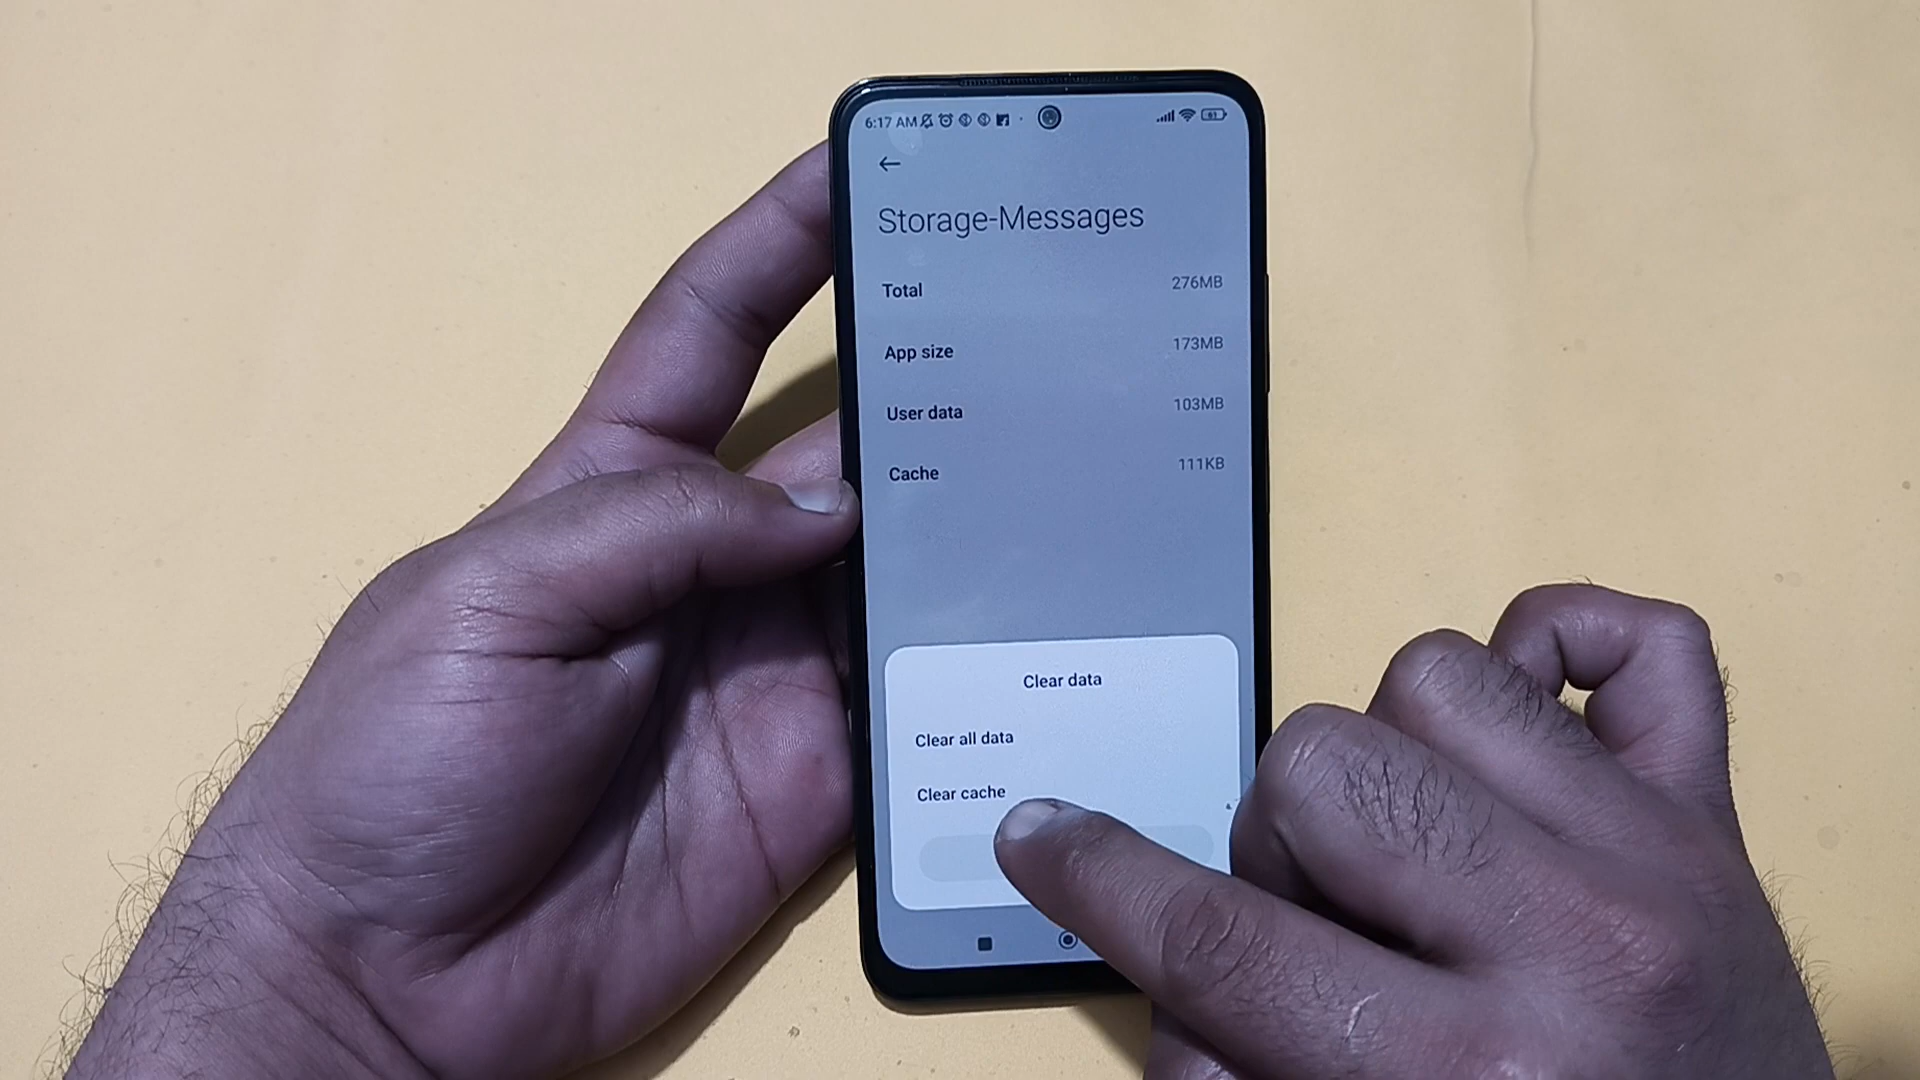 6:17 AM
61
Storage-Messages
Total 276MB
App size 173MB
User data 103MB
Cache 111KB
Clear data
Clear all data
Clear cache